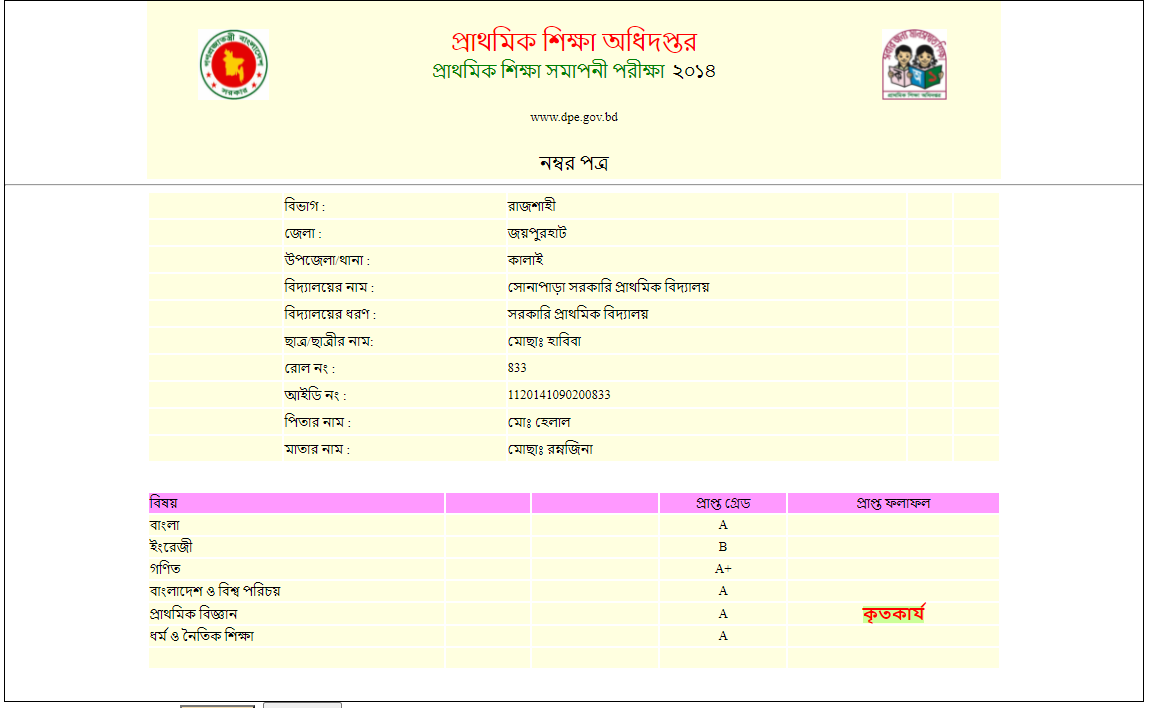 প্রাথমিক শিক্ষা অধিদপ্তর
প্রাথমিক শিক্ষা সমাপনী পরীক্ষা ২০১৪
www.dpe.gov.bd
নম্বর পত্র
বিভাগ : রাজশাহী
জেলা : জয়পুরহাট
উপজেলা/থানা : কালাই
বিদ্যালয়ের নাম : সোনাপাড়া সরকারি প্রাথমিক বিদ্যালয়
বিদ্যালয়ের ধরণ : সরকারি প্রাথমিক বিদ্যালয়
ছাত্র/ছাত্রীর নাম: মোছাঃ হাবিবা
রোল নং : 833
আইডি নং : 1120141090200833
পিতার নাম : মোঃ হেলাল
মাতার নাম : মোছাঃ রন্নজিনা
বিষয় প্রাপ্ত গ্রেড প্রাপ্ত ফলাফল
বাংলা A
ইংরেজী B
গণিত A+
বাংলাদেশ ও বিশ্ব পরিচয় A
প্রাথমিক বিজ্ঞান A কৃতকার্য
ধর্ম ও নৈতিক শিক্ষা A